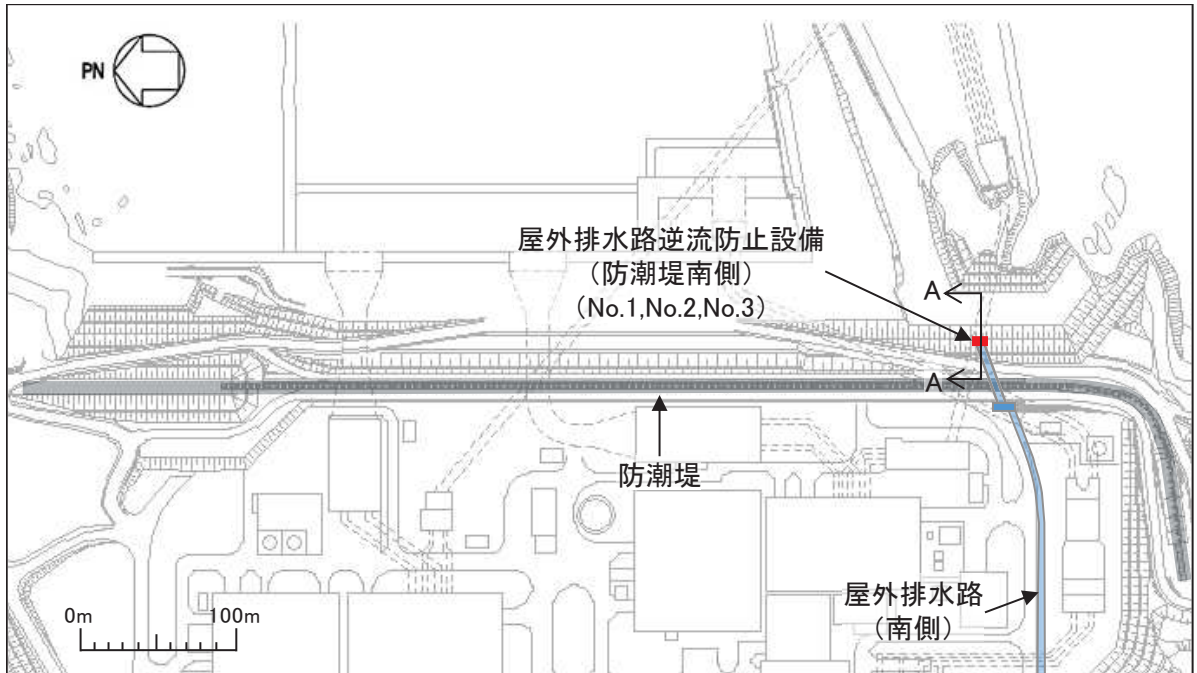 PN
屋外排水路逆流防止設備
（防潮堤南側）
（No.1,No.2,No.3）
A
A
防潮堤
屋外排水路
（南側）
0m
100m